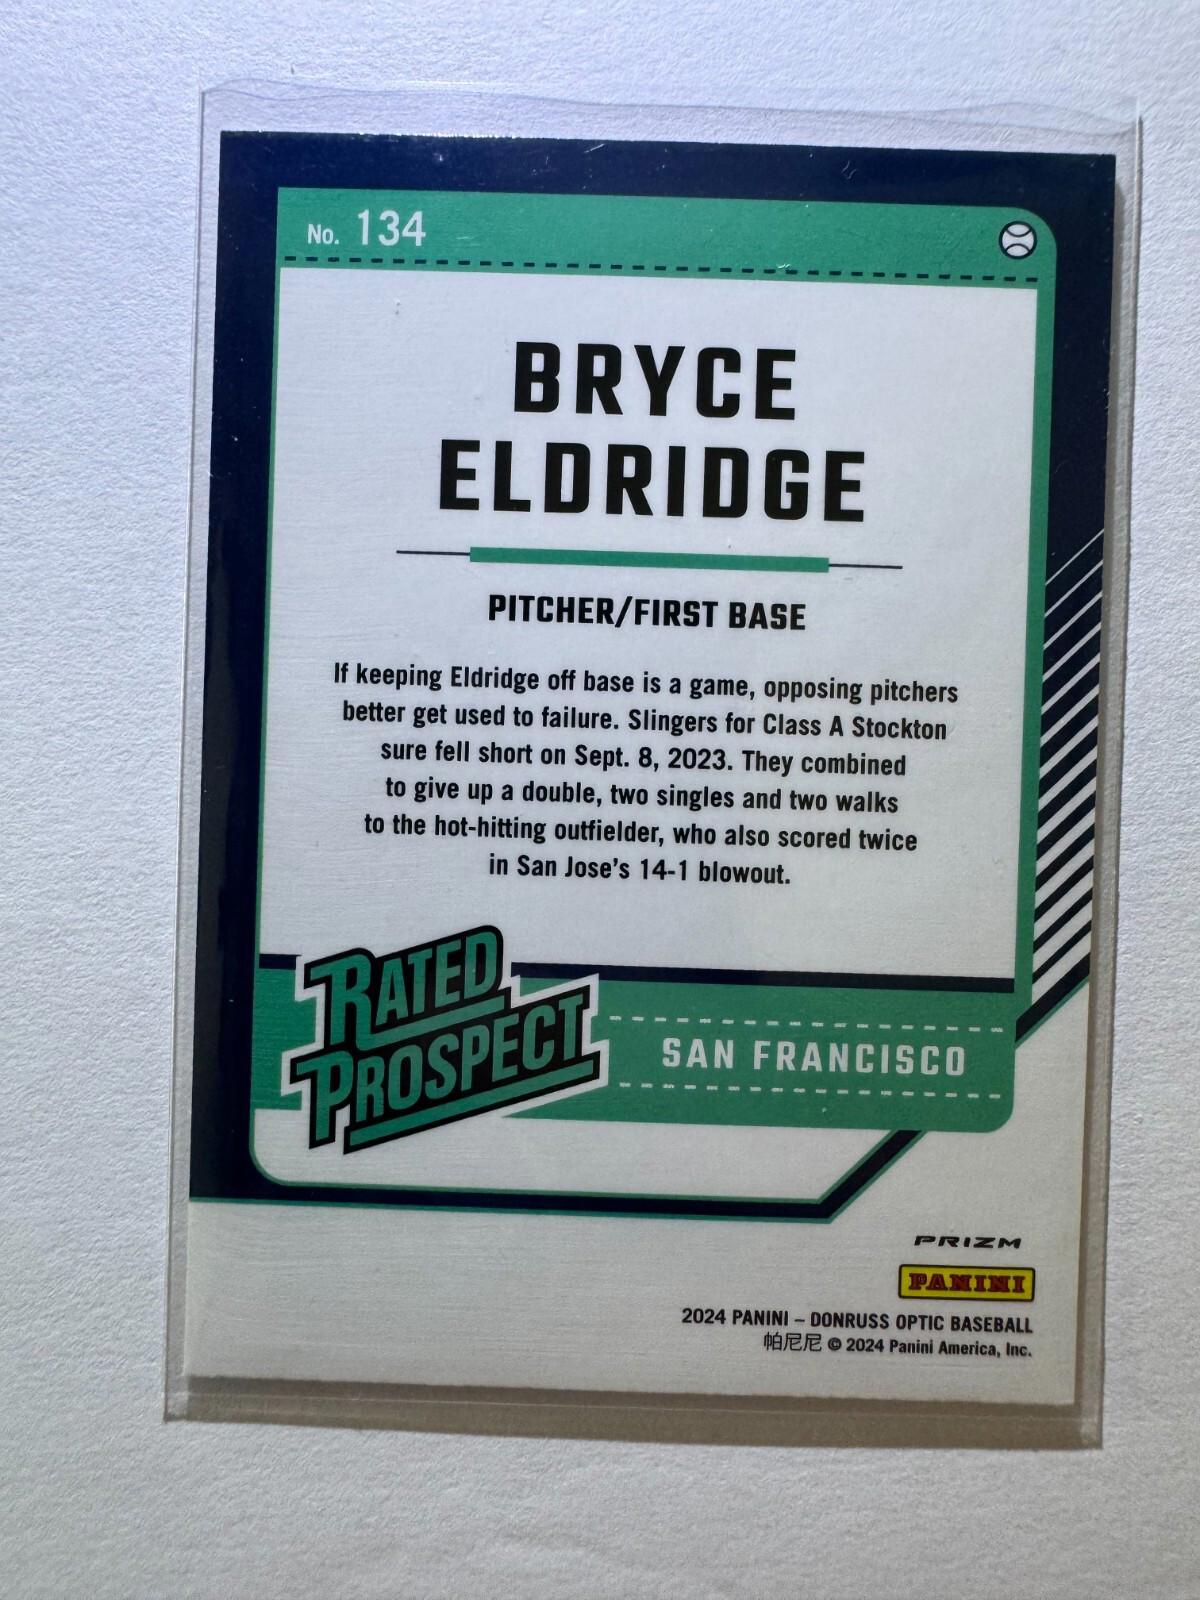 No. 134
BRYCE
ELDRIDGE
PITCHER/FIRST BASE
If keeping Eldridge off base is a game, opposing pitchers
better get used to failure. Slingers for Class A Stockton
sure fell short on Sept. 8, 2023. They combined
to give up a double, two singles and two walks
to the hot-hitting outfielder, who also scored twice
in San Jose's 14-1 blowout.
RATED
PROSPECT
SAN FRANCISCO
PRIZM
PANINI
2024 PANINI – DONRUSS OPTIC BASEBALL
帕尼尼 © 2024 Panini America, Inc.